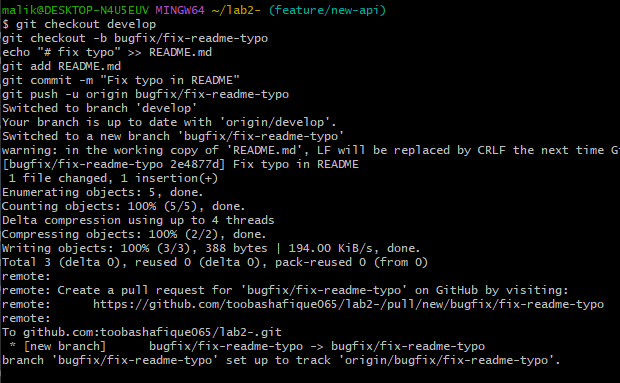 malik@DESKTOP-N4U5EUV MINGW64 ~/lab2- (feature/new-api)
$ git checkout develop
git checkout -b bugfix/fix-readme-typo
echo "# fix typo" >> README.md
git add README.md
git commit -m "Fix typo in README"
git push -u origin bugfix/fix-readme-typo
Switched to branch 'develop'
Your branch is up to date with 'origin/develop'.
Switched to a new branch 'bugfix/fix-readme-typo'
warning: in the working copy of 'README.md', LF will be replaced by CRLF the next time G
[bugfix/fix-readme-typo 2e4877d] Fix typo in README
 1 file changed, 1 insertion(+)
Enumerating objects: 5, done.
Counting objects: 100% (5/5), done.
Delta compression using up to 4 threads
Compressing objects: 100% (2/2), done.
Writing objects: 100% (3/3), 388 bytes | 194.00 KiB/s, done.
Total 3 (delta 0), reused 0 (delta 0), pack-reused 0 (from 0)
remote:
remote: Create a pull request for 'bugfix/fix-readme-typo' on GitHub by visiting:
remote:      https://github.com/toobashafique065/lab2-/pull/new/bugfix/fix-readme-typo
remote:
To github.com:toobashafique065/lab2-.git
 * [new branch]      bugfix/fix-readme-typo -> bugfix/fix-readme-typo
branch 'bugfix/fix-readme-typo' set up to track 'origin/bugfix/fix-readme-typo'.